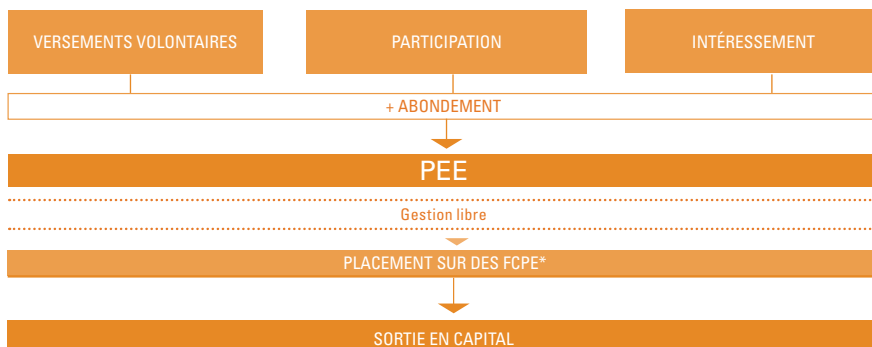 VERSEMENTS VOLONTAIRES
PARTICIPATION
INTÉRESSEMENT
+ ABONDEMENT
PEE
Gestion libre
PLACEMENT SUR DES FCPE*
SORTIE EN CAPITAL